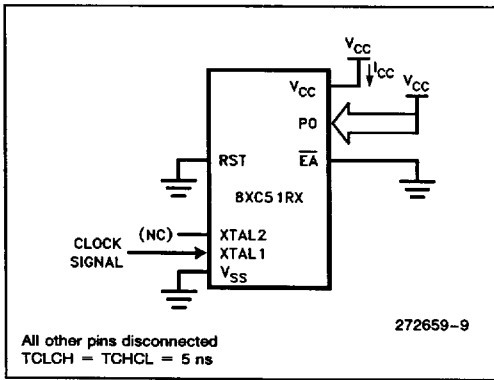 VCC
ICC
VCC
VCC
P0
RST
EA
8XC51RX
(NC)
XTAL2
CLOCK
SIGNAL
XTAL1
VSS
272659-9
All other pins disconnected
TCLCH = TCHCL = 5 ns